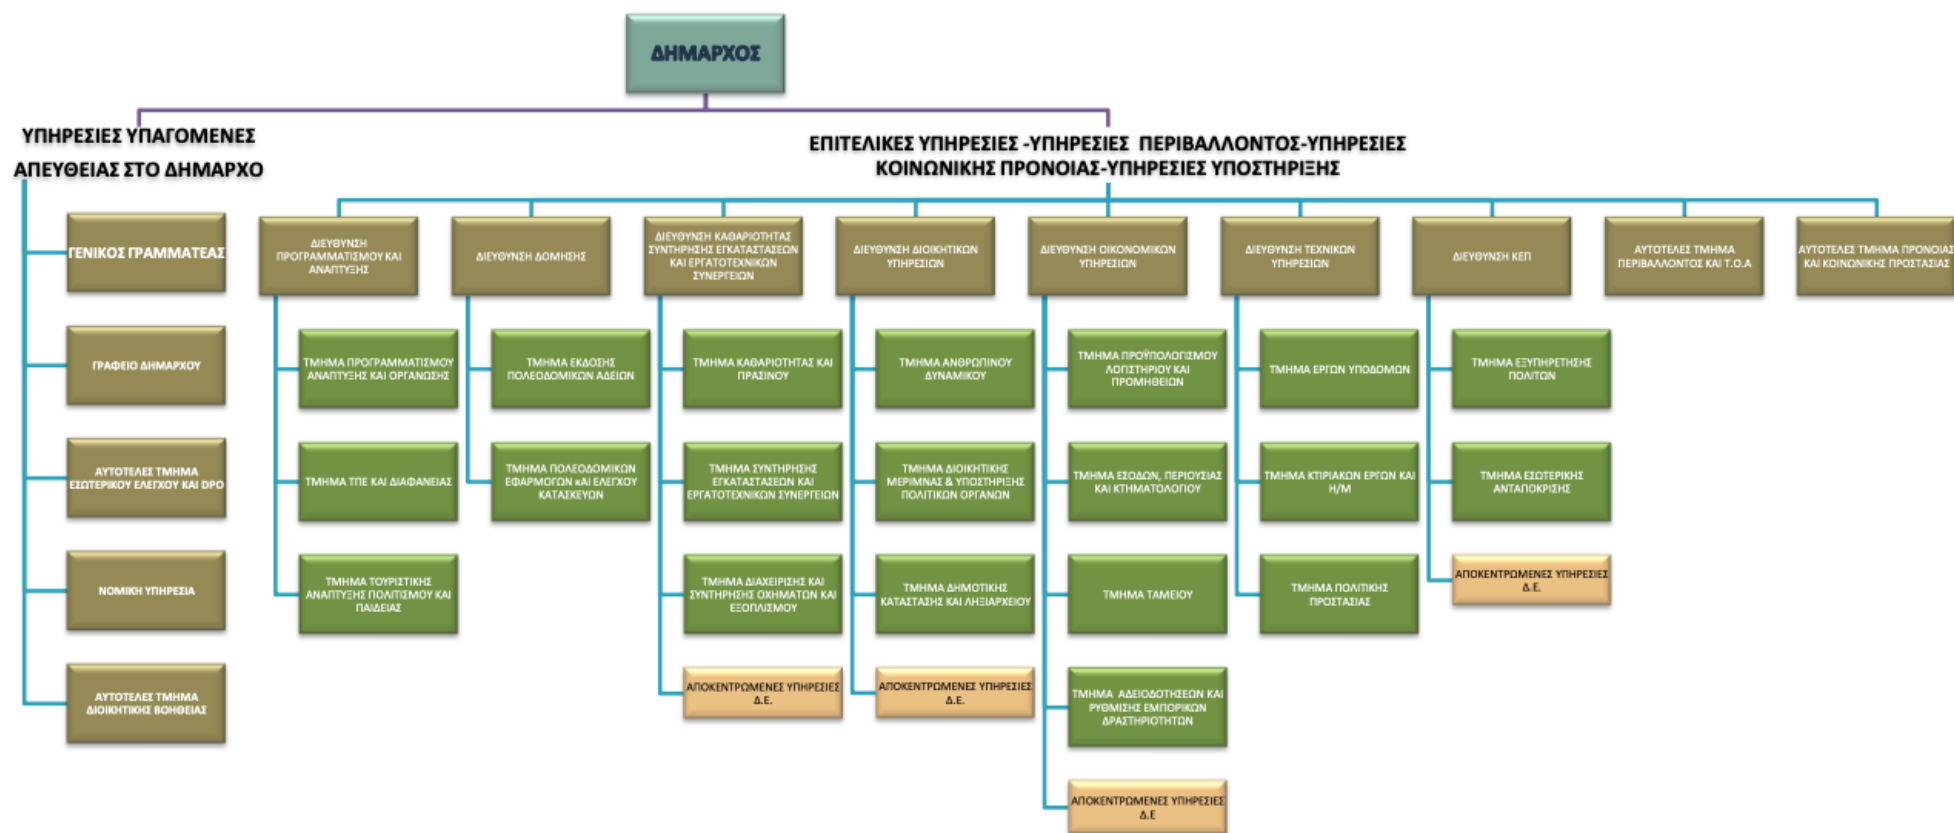 ΔΗΜΑΡΧΟΣ
ΥΠΗΡΕΣΙΕΣ ΥΠΑΓΟΜΕΝΕΣ
ΑΠΕΥΘΕΙΑΣ ΣΤΟ ΔΗΜΑΡΧΟ
ΓΕΝΙΚΟΣ ΓΡΑΜΜΑΤΕΑΣ
ΓΡΑΦΕΙΟ ΔΗΜΑΡΧΟΥ
ΑΥΤΟΤΕΛΕΣ ΤΜΗΜΑ
ΕΣΩΤΕΡΙΚΟΥ ΕΛΕΓΧΟΥ ΚΑΙ DPO
ΝΟΜΙΚΗ ΥΠΗΡΕΣΙΑ
ΑΥΤΟΤΕΛΕΣ ΤΜΗΜΑ
ΔΙΟΙΚΗΤΙΚΗΣ ΒΟΗΘΕΙΑΣ
ΕΠΙΤΕΛΙΚΕΣ ΥΠΗΡΕΣΙΕΣ -ΥΠΗΡΕΣΙΕΣ ΠΕΡΙΒΑΛΛΟΝΤΟΣ-ΥΠΗΡΕΣΙΕΣ
ΚΟΙΝΩΝΙΚΗΣ ΠΡΟΝΟΙΑΣ-ΥΠΗΡΕΣΙΕΣ ΥΠΟΣΤΗΡΙΞΗΣ
ΔΙΕΥΘΥΝΣΗ
ΠΡΟΓΡΑΜΜΑΤΙΣΜΟΥ ΚΑΙ
ΑΝΑΠΤΥΞΗΣ
ΤΜΗΜΑ ΠΡΟΓΡΑΜΜΑΤΙΣΜΟΥ
ΑΝΑΠΤΥΞΗΣ ΚΑΙ ΟΡΓΑΝΩΣΗΣ
ΤΜΗΜΑ ΤΠΕ ΚΑΙ ΔΙΑΦΑΝΕΙΑΣ
ΤΜΗΜΑ ΤΟΥΡΙΣΤΙΚΗΣ
ΑΝΑΠΤΥΞΗΣ ΠΟΛΙΤΙΣΜΟΥ ΚΑΙ
ΠΑΙΔΕΙΑΣ
ΔΙΕΥΘΥΝΣΗ ΔΟΜΗΣΗΣ
ΤΜΗΜΑ ΕΚΔΟΣΗΣ
ΠΟΛΕΟΔΟΜΙΚΩΝ ΑΔΕΙΩΝ
ΤΜΗΜΑ ΠΟΛΕΟΔΟΜΙΚΩΝ
ΕΦΑΡΜΟΓΩΝ κΑΙ ΕΛΕΓΧΟΥ
ΚΑΤΑΣΚΕΥΩΝ
ΔΙΕΥΘΥΝΣΗ ΚΑΘΑΡΙΟΤΗΤΑΣ
ΣΥΝΤΗΡΗΣΗΣ ΕΓΚΑΤΑΣΤΑΣΕΩΝ
ΚΑΙ ΕΡΓΑΤΟΤΕΧΝΙΚΩΝ
ΣΥΝΕΡΓΕΙΩΝ
ΤΜΗΜΑ ΚΑΘΑΡΙΟΤΗΤΑΣ ΚΑΙ
ΠΡΑΣΙΝΟΥ
ΤΜΗΜΑ ΣΥΝΤΗΡΗΣΗΣ
ΕΓΚΑΤΑΣΤΑΣΕΩΝ ΚΑΙ
ΕΡΓΑΤΟΤΕΧΝΙΚΩΝ ΣΥΝΕΡΓΕΙΩΝ
ΤΜΗΜΑ ΔΙΑΧΕΙΡΙΣΗΣ ΚΑΙ
ΣΥΝΤΗΡΗΣΗΣ ΟΧΗΜΑΤΩΝ ΚΑΙ
ΕΞΟΠΛΙΣΜΟΥ
ΑΠΟΚΕΝΤΡΩΜΕΝΕΣ ΥΠΗΡΕΣΙΕΣ
Δ.Ε.
ΔΙΕΥΘΥΝΣΗ ΔΙΟΙΚΗΤΙΚΩΝ
ΥΠΗΡΕΣΙΩΝ
ΤΜΗΜΑ ΑΝΘΡΩΠΙΝΟΥ
ΔΥΝΑΜΙΚΟΥ
ΤΜΗΜΑ ΔΙΟΙΚΗΤΙΚΗΣ
ΜΕΡΙΜΝΑΣ & ΥΠΟΣΤΗΡΙΞΗΣ
ΠΟΛΙΤΙΚΩΝ ΟΡΓΑΝΩΝ
ΤΜΗΜΑ ΔΗΜΟΤΙΚΗΣ
ΚΑΤΑΣΤΑΣΗΣ ΚΑΙ ΛΗΞΙΑΡΧΕΙΟΥ
ΑΠΟΚΕΝΤΡΩΜΕΝΕΣ ΥΠΗΡΕΣΙΕΣ
Δ.Ε.
ΔΙΕΥΘΥΝΣΗ ΟΙΚΟΝΟΜΙΚΩΝ
ΥΠΗΡΕΣΙΩΝ
ΤΜΗΜΑ ΠΡΟΫΠΟΛΟΓΙΣΜΟΥ
ΛΟΓΙΣΤΗΡΙΟΥ ΚΑΙ
ΠΡΟΜΗΘΕΙΩΝ
ΤΜΗΜΑ ΕΣΟΔΩΝ, ΠΕΡΙΟΥΣΙΑΣ
ΚΑΙ ΚΤΗΜΑΤΟΛΟΓΙΟΥ
ΤΜΗΜΑ ΤΑΜΕΙΟΥ
ΤΜΗΜΑ ΑΔΕΙΟΔΟΤΗΣΕΩΝ ΚΑΙ
ΡΥΘΜΙΣΗΣ ΕΜΠΟΡΙΚΩΝ
ΔΡΑΣΤΗΡΙΟΤΗΤΩΝ
ΑΠΟΚΕΝΤΡΩΜΕΝΕΣ ΥΠΗΡΕΣΙΕΣ
Δ.Ε
ΔΙΕΥΘΥΝΣΗ ΤΕΧΝΙΚΩΝ
ΥΠΗΡΕΣΙΩΝ
ΤΜΗΜΑ ΕΡΓΩΝ ΥΠΟΔΟΜΩΝ
ΤΜΗΜΑ ΚΤΙΡΙΑΚΩΝ ΕΡΓΩΝ ΚΑΙ
Η/Μ
ΤΜΗΜΑ ΠΟΛΙΤΙΚΗΣ
ΠΡΟΣΤΑΣΙΑΣ
ΔΙΕΥΘΥΝΣΗ ΚΕΠ
ΤΜΗΜΑ ΕΞΥΠΗΡΕΤΗΣΗΣ
ΠΟΛΙΤΩΝ
ΤΜΗΜΑ ΕΣΩΤΕΡΙΚΗΣ
ΑΝΤΑΠΟΚΡΙΣΗΣ
ΑΠΟΚΕΝΤΡΩΜΕΝΕΣ ΥΠΗΡΕΣΙΕΣ
Δ.Ε.
ΑΥΤΟΤΕΛΕΣ ΤΜΗΜΑ
ΠΕΡΙΒΑΛΛΟΝΤΟΣ ΚΑΙ Τ.Ο.Α
ΑΥΤΟΤΕΛΕΣ ΤΜΗΜΑ ΠΡΟΝΟΙΑΣ
ΚΑΙ ΚΟΙΝΩΝΙΚΗΣ ΠΡΟΣΤΑΣΙΑΣ